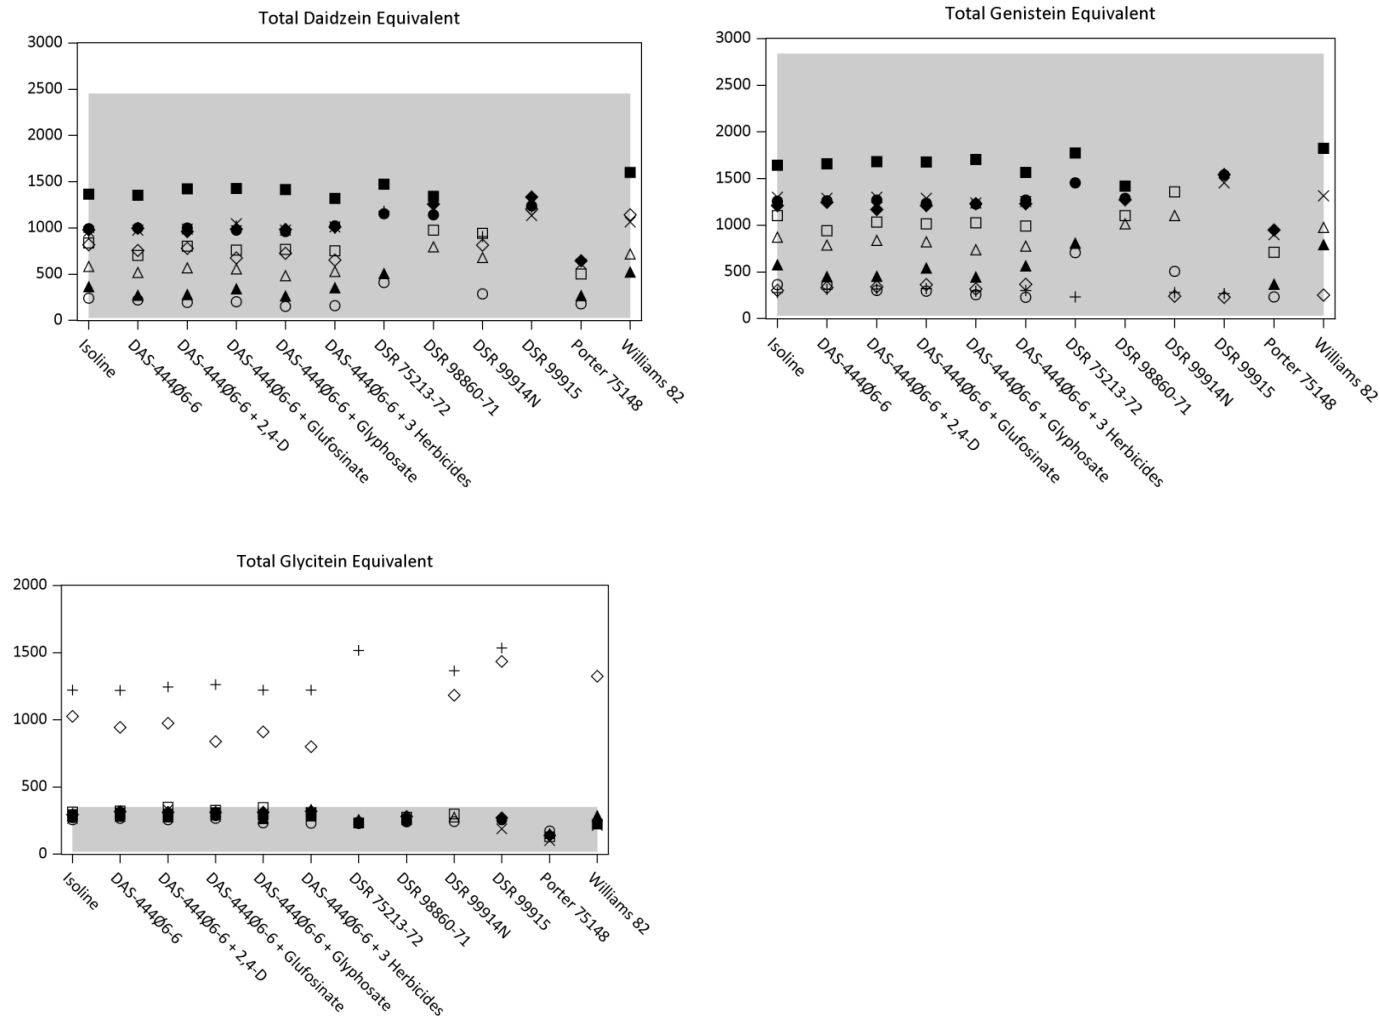 Total Daidzein Equivalent
3000
2500
2000
1500
1000
500
0
Isoline
DAS-444Ø6-6
DAS-444Ø6-6 + 2,4-D
DAS-444Ø6-6 + Glufosinate
DAS-444Ø6-6 + Glyphosate
DAS-444Ø6-6 + 3 Herbicides
DSR 75213-72
DSR 98860-71
DSR 99914N
DSR 99915
Porter 75148
Williams 82
Total Genistein Equivalent
3000
2500
2000
1500
1000
500
0
Isoline
DAS-444Ø6-6
DAS-444Ø6-6 + 2,4-D
DAS-444Ø6-6 + Glufosinate
DAS-444Ø6-6 + Glyphosate
DAS-444Ø6-6 + 3 Herbicides
DSR 75213-72
DSR 98860-71
DSR 99914N
DSR 99915
Porter 75148
Williams 82
Total Glycitein Equivalent
2000
1500
1000
500
0
Isoline
DAS-444Ø6-6
DAS-444Ø6-6 + 2,4-D
DAS-444Ø6-6 + Glufosinate
DAS-444Ø6-6 + Glyphosate
DAS-444Ø6-6 + 3 Herbicides
DSR 75213-72
DSR 98860-71
DSR 99914N
DSR 99915
Porter 75148
Williams 82